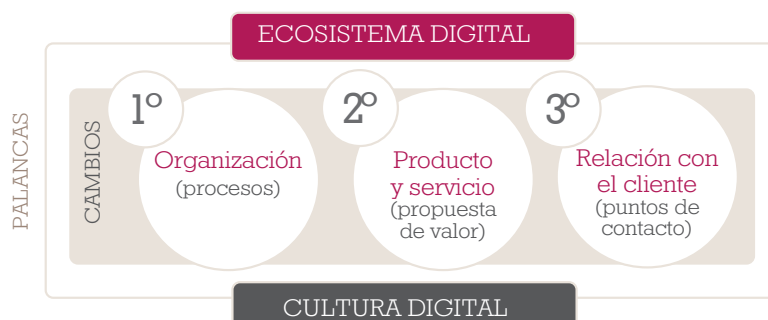 ECOSISTEMA DIGITAL
PALANCAS
CAMBIOS
1º
Organización
(procesos)
2º
Producto
y servicio
(propuesta
de valor)
3º
Relación con
el cliente
(puntos de
contacto)
CULTURA DIGITAL